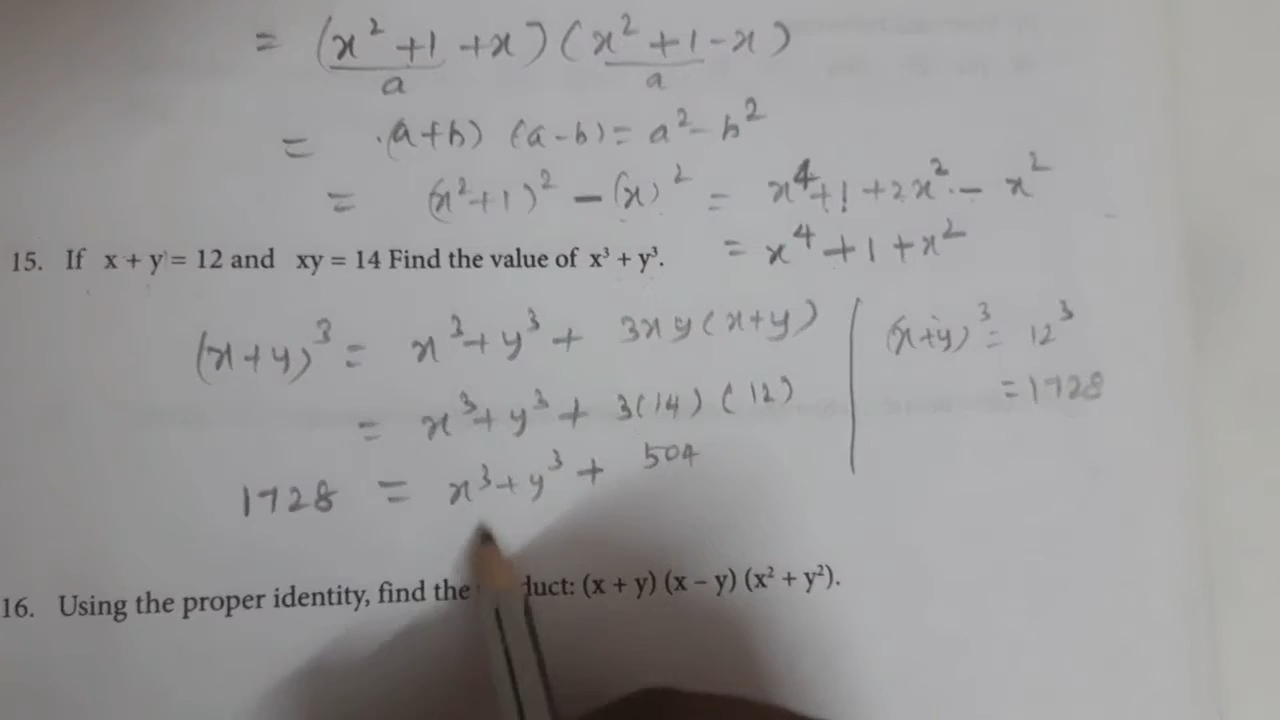 = (x² + 1 + x) (x² + 1 - x)
a a
= (a+b) (a-b) = a² - b²
= (x² + 1)² - (x)² = x⁴ + 1 + 2x² - x²
= x⁴ + 1 + x²
15. If x + y = 12 and xy = 14 Find the value of x³ + y³.
(x+y)³ = x³ + y³ + 3xy(x+y)
(x+y)³ = 12³
= 1728
= x³ + y³ + 3(14)(12)
1728 = x³ + y³ + 504
16. Using the proper identity, find the duct: (x + y) (x – y) (x² + y²).